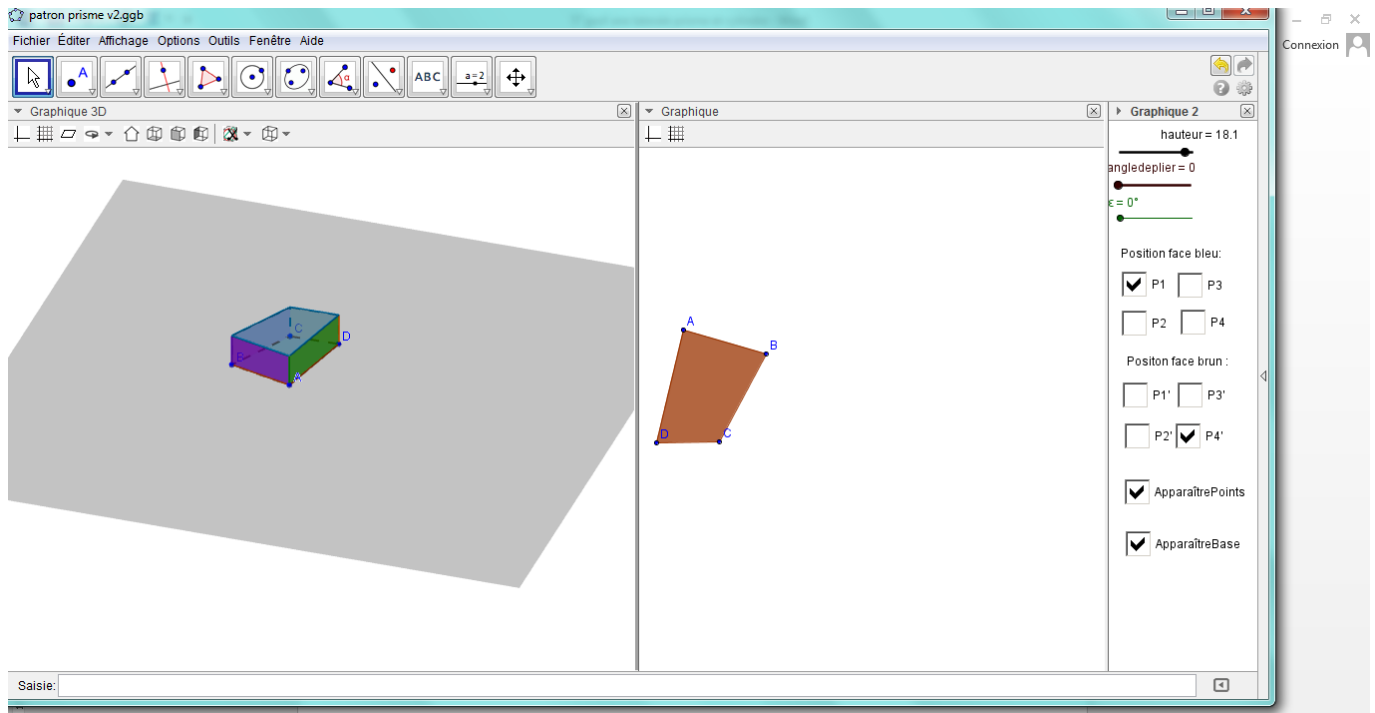 patron prisme v2.ggb
Fichier Éditer Affichage Options Outils Fenêtre Aide
Connexion
A
α
ABC
a=2
Graphique 3D
Graphique
Graphique 2
hauteur = 18.1
angledeplier = 0
ε = 0°
Position face bleu:
P1
P3
P2
P4
Positon face brun :
P1'
P3'
P2'
P4'
ApparaîtrePoints
ApparaîtreBase
C
D
B
A
A
B
D
C
Saisie: